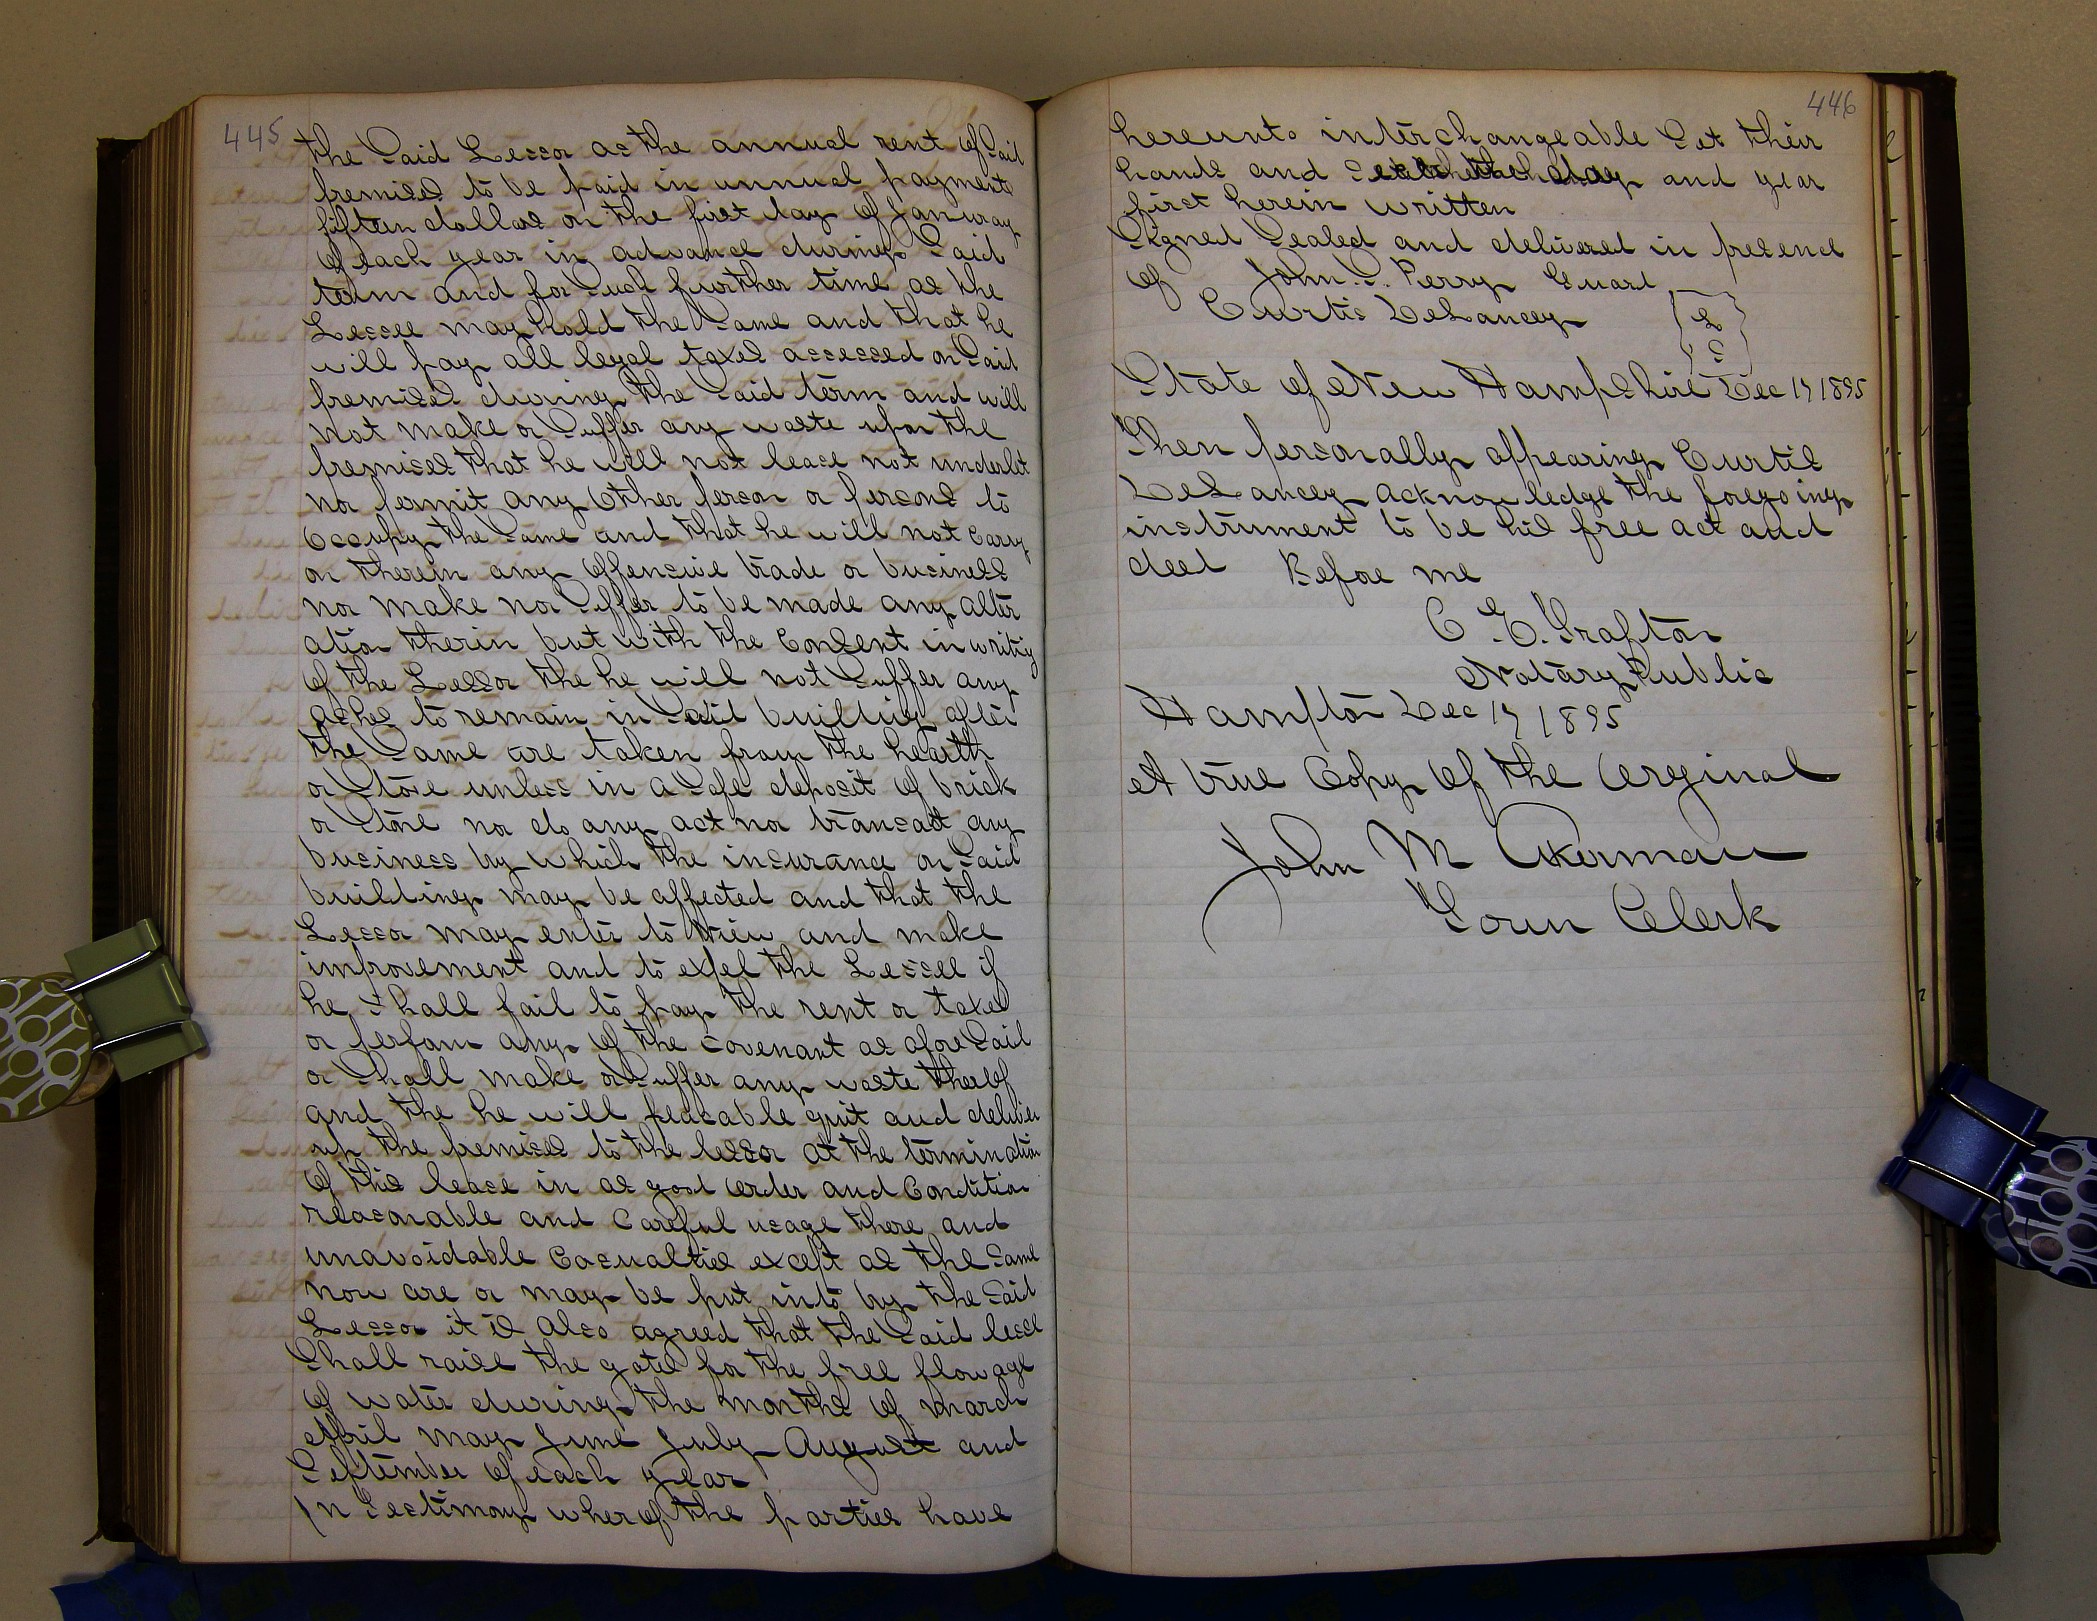 445
the Said Lessor as the annual rent of Said
premises to be paid in annual payments
fifteen dollars on the first day of January
of each year in advance during Said
term and for Such further time as the
Lessee may hold the Same and that he
will pay all legal taxes accessed on Said
premises during the Said term and will
not make or Suffer any waste upon the
premises that he will not lease not underlet
nor permit any other person or persons to
occupy the Same and that he will not carry
on therein any offensive trade or business
nor make nor Suffer to be made any alter
ation therin but with the Consent in writing
of the Lessor the he will not Suffer any
ashes to remain in Said building after
the Same are taken from the hearth
or Stove unless in a Safe deposit of brick
or Stone nor do any act nor transact any
business by which the insurance on Said
building may be affected and that the
Lessor may enter to view and make
improvement and to expel the Lessee if
he shall fail to pay the rent or taxes
or perform any of the covenant as afore Said
or Shall make or Suffer any waste therof
and the he will peacable quit and deliver
up the premises to the lessor at the termination
of this lease in as good order and Condition
reasonable and Careful usage there and
unavoidable Casualties except as the Same
now are or may be put into by the Said
Lessor it is also agreed that the Said lesse
Shall raise the gates for the free flowage
of water during the months of March
April May June July August and
September of each year
In Testimony wherof the parties have
446
hereunto interchangeable Set their
hands and day and year
first herein written
Signed Sealed and delivered in presend
of John S. Perry Guard
Curtis DeLancey
L
S
State of New Hampshire Dec 17 1895
Then personally appearing Curtis
DeLancey acknowledge the foregoing
instrument to be his free act and
deed Before me
C E. Grafton
Notary Public
Hampton Dec 17 1895
A true Copy of the Orginal
John M Akerman
Town Clerk